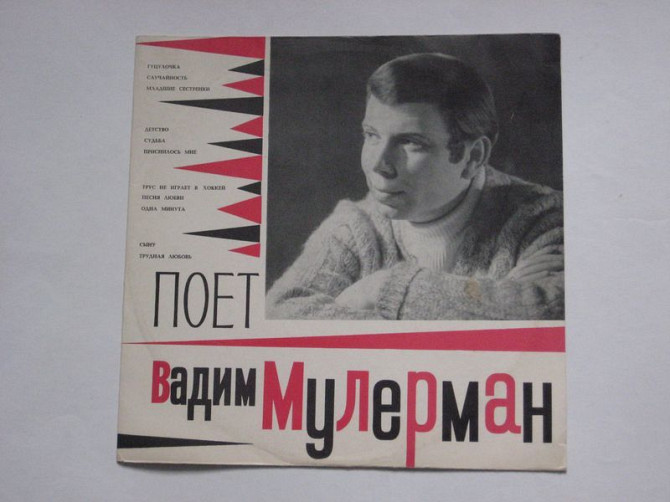 ГУЦУЛОЧКА
СЛУЧАЙНОСТЬ
МЛАДШИЕ СЕСТРЕНКИ
ДЕТСТВО
СУДЬБА
ПРИСНИЛОСЬ МНЕ
ТРУС НЕ ИГРАЕТ В ХОККЕЙ
ПЕСНЯ ЛЮБВИ
ОДНА МИНУТА
СЫНУ
ТРУДНАЯ ЛЮБОВЬ
ПОЕТ
Вадим Мулерман